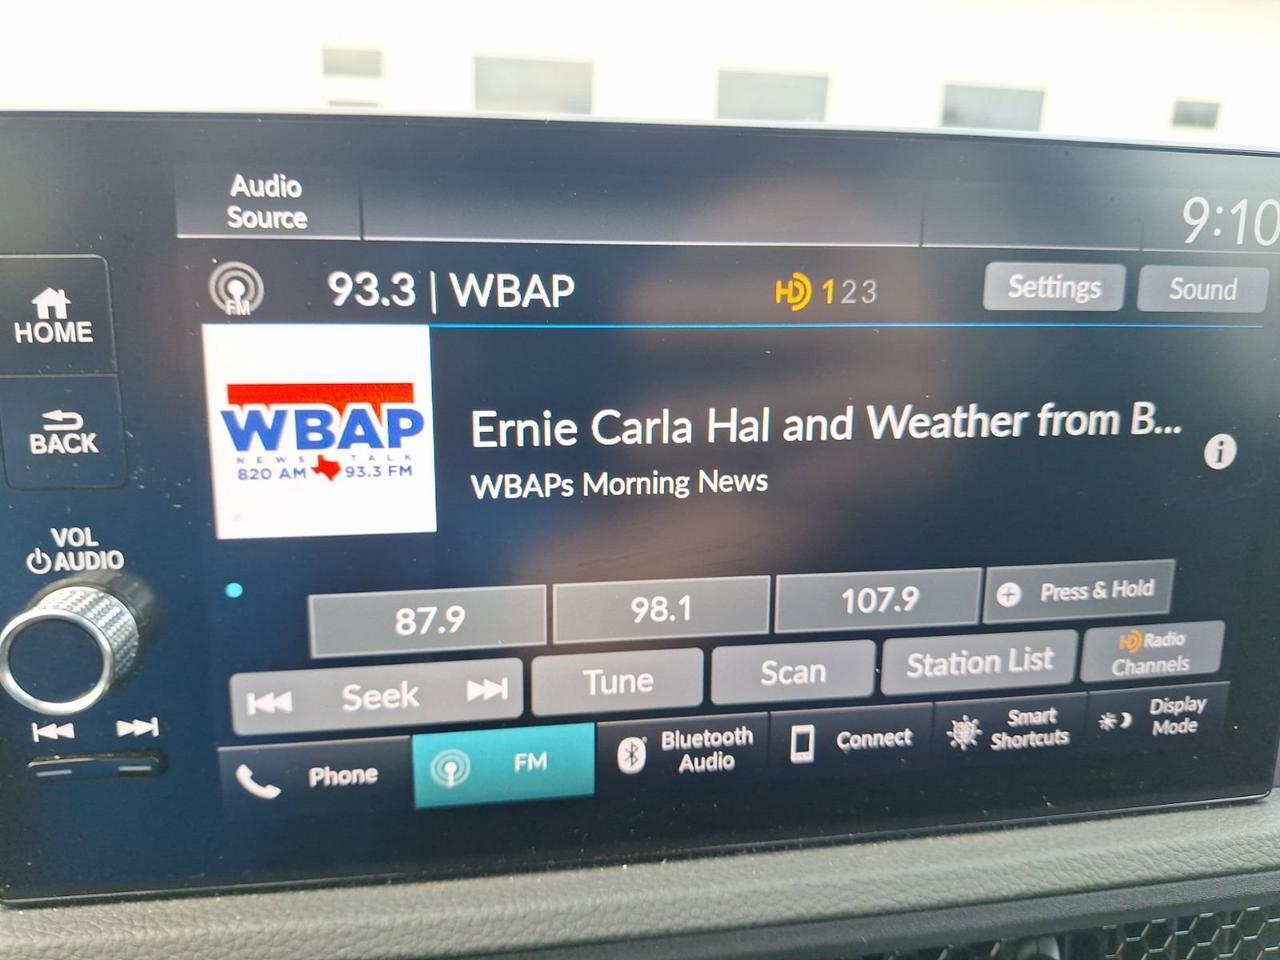 Audio
Source
9:10
HOME
FM
93.3 | WBAP
HD 1 2 3
Settings
Sound
WBAP
NEWS TALK
820 AM 93.3 FM
Ernie Carla Hal and Weather from B...
WBAPs Morning News
i
BACK
VOL
AUDIO
87.9
98.1
107.9
+ Press & Hold
Seek
Tune
Scan
Station List
HD Radio
Channels
Phone
FM
Bluetooth
Audio
Connect
Smart
Shortcuts
Display
Mode